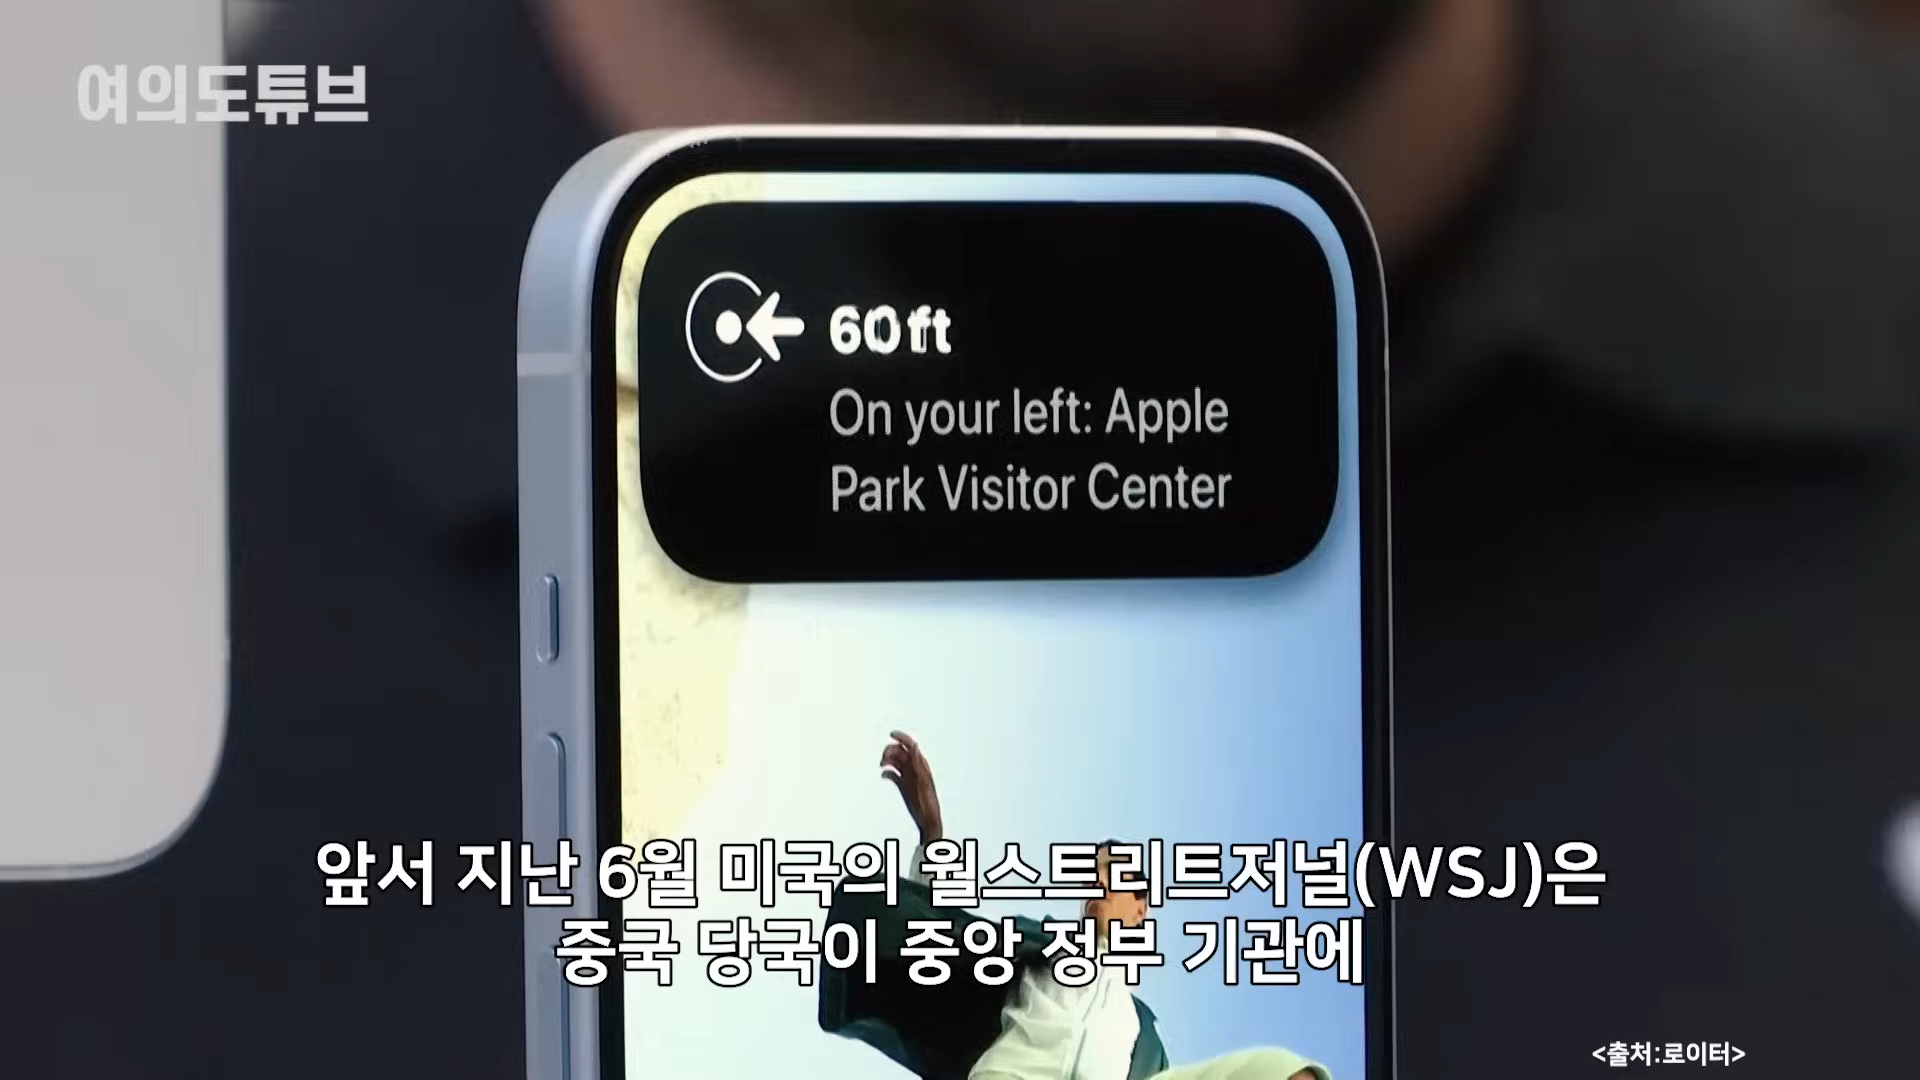 여의도튜브
60ft
On your left: Apple
Park Visitor Center
앞서 지난 6월 미국의 월스트리트저널(WSJ)은
중국 당국이 중앙 정부 기관에
<출처:로이터>